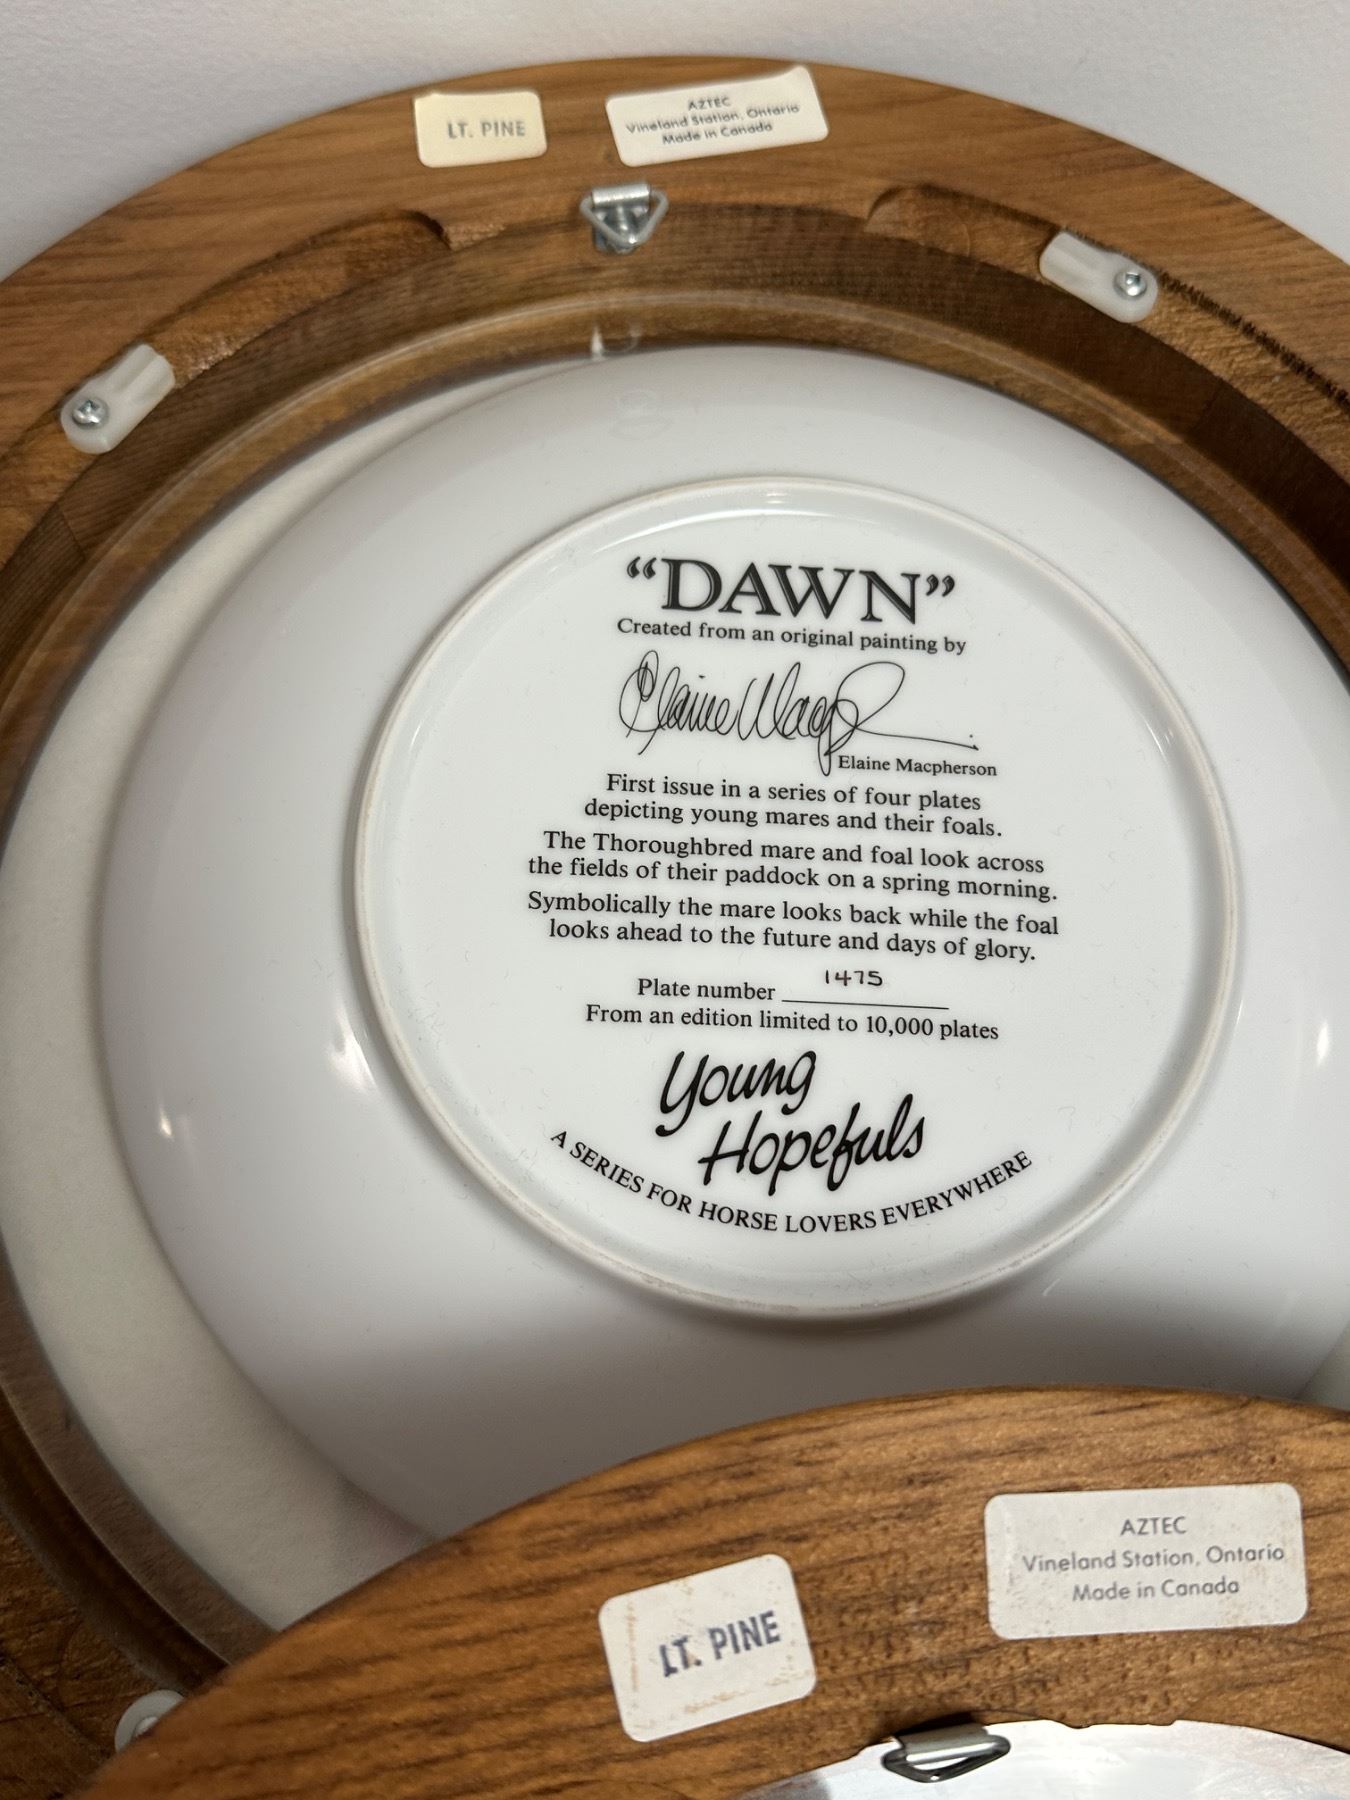 LT. PINE
AZTEC
Vineland Station, Ontario
Made in Canada
“DAWN”
Created from an original painting by
Elaine Macp
Elaine Macpherson
First issue in a series of four plates
depicting young mares and their foals.
The Thoroughbred mare and foal look across
the fields of their paddock on a spring morning.
Symbolically the mare looks back while the foal
looks ahead to the future and days of glory.
Plate number 1475
From an edition limited to 10,000 plates
Young
Hopefuls
A SERIES FOR HORSE LOVERS EVERYWHERE
AZTEC
Vineland Station, Ontario
Made in Canada
LT. PINE